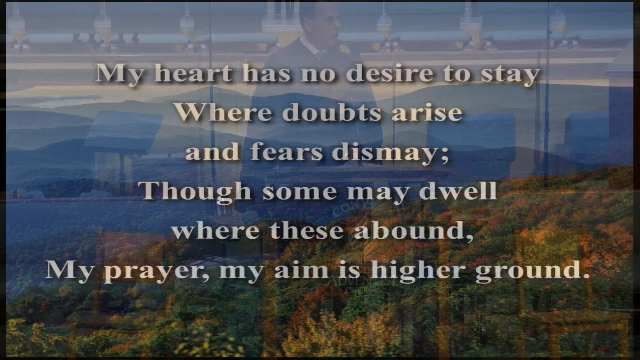 My heart has no desire to stay
Where doubts arise
and fears dismay;
Though some may dwell
where these abound,
My prayer, my aim is higher ground.